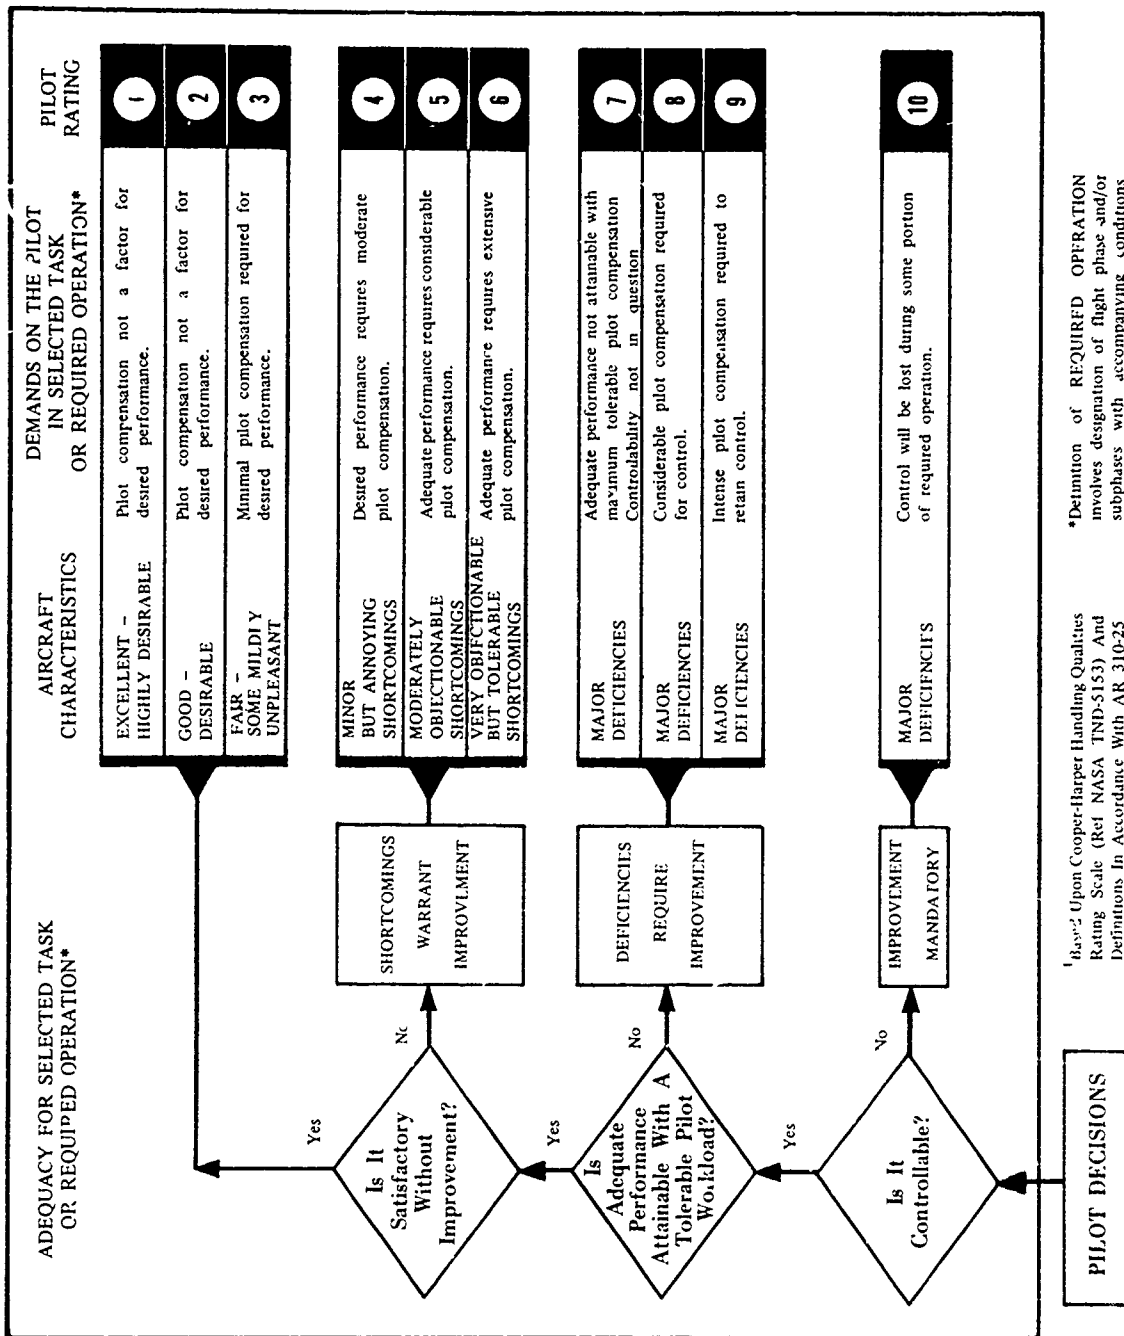 ADEQUACY FOR SELECTED TASK
OR REQUIRED OPERATION*
AIRCRAFT
CHARACTERISTICS
DEMANDS ON THE PILOT
IN SELECTED TASK
OR REQUIRED OPERATION*
PILOT
RATING
EXCELLENT –
HIGHLY DESIRABLE
Pilot compensation not a factor for
desired performance.
1
GOOD –
DESIRABLE
Pilot compensation not a factor for
desired performance.
2
FAIR –
SOME MILDLY
UNPLEASANT
Minimal pilot compensation required for
desired performance.
3
Yes
Is It
Satisfactory
Without
Improvement?
No
SHORTCOMINGS
WARRANT
IMPROVEMENT
MINOR
BUT ANNOYING
SHORTCOMINGS
Desired performance requires moderate
pilot compensation.
4
MODERATELY
OBJECTIONABLE
SHORTCOMINGS
Adequate performance requires considerable
pilot compensation.
5
VERY OBJECTIONABLE
BUT TOLERABLE
SHORTCOMINGS
Adequate performance requires extensive
pilot compensation.
6
Yes
Is
Adequate
Performance
Attainable With A
Tolerable Pilot
Workload?
No
DEFICIENCIES
REQUIRE
IMPROVEMENT
MAJOR
DEFICIENCIES
Adequate performance not attainable with
maximum tolerable pilot compensation
Controllability not in question
7
MAJOR
DEFICIENCIES
Considerable pilot compensation required
for control.
8
MAJOR
DEFICIENCIES
Intense pilot compensation required to
retain control.
9
Yes
Is It
Controllable?
No
IMPROVEMENT
MANDATORY
MAJOR
DEFICIENCIES
Control will be lost during some portion
of required operation.
10
PILOT DECISIONS
¹Based Upon Cooper-Harper Handling Qualities
Rating Scale (Ref NASA TND-5153) And
Definitions In Accordance With AR 310-25
*Definition of REQUIRED OPERATION
involves designation of flight phase and/or
subphases with accompanying conditions